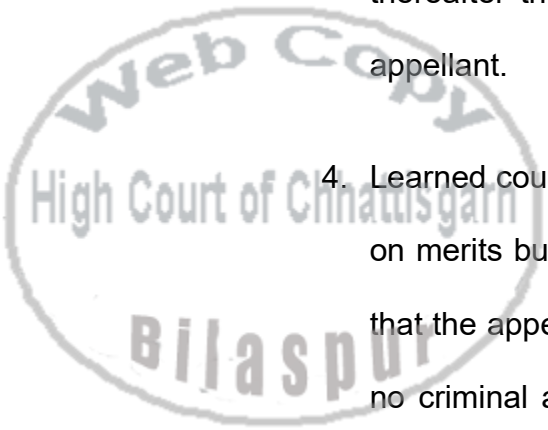 thereafter th
Web Copy
appellant.
High Court of Chhattisgarh
4. Learned cou
on merits bu
Bilaspur
that the appe
no criminal a